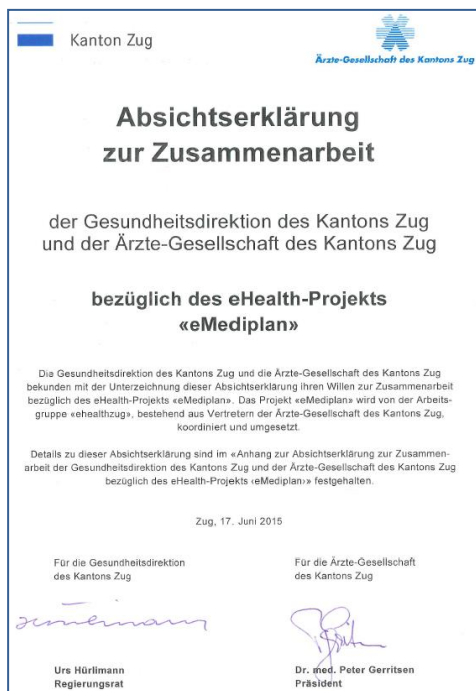 Kanton Zug
Ärzte-Gesellschaft des Kantons Zug
Absichtserklärung
zur Zusammenarbeit
der Gesundheitsdirektion des Kantons Zug
und der Ärzte-Gesellschaft des Kantons Zug
bezüglich des eHealth-Projekts
«eMediplan»
Die Gesundheitsdirektion des Kantons Zug und die Ärzte-Gesellschaft des Kantons Zug
bekunden mit der Unterzeichnung dieser Absichtserklärung ihren Willen zur Zusammenarbeit
bezüglich des eHealth-Projekts «eMediplan». Das Projekt «eMediplan» wird von der Arbeits-
gruppe «ehealthzug», bestehend aus Vertretern der Ärzte-Gesellschaft des Kantons Zug,
koordiniert und umgesetzt.
Details zu dieser Absichtserklärung sind im «Anhang zur Absichtserklärung zur Zusammen-
arbeit der Gesundheitsdirektion des Kantons Zug und der Ärzte-Gesellschaft des Kantons Zug
bezüglich des eHealth-Projekts ‹eMediplan›» festgehalten.
Zug, 17. Juni 2015
Für die Gesundheitsdirektion
des Kantons Zug
Für die Ärzte-Gesellschaft
des Kantons Zug
Urs Hürlimann
Regierungsrat
Dr. med. Peter Gerritsen
Präsident